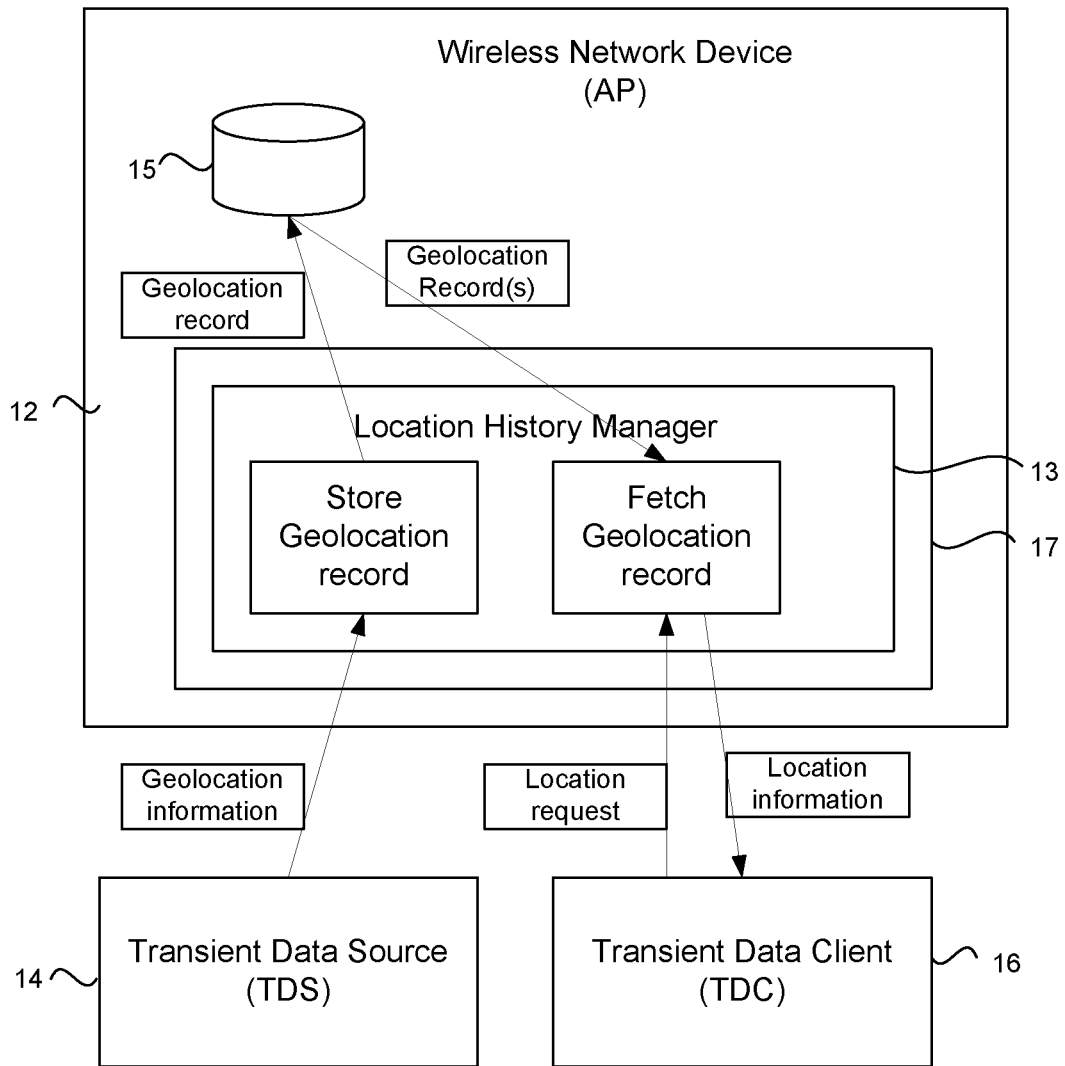 Wireless Network Device
(AP)
15
Geolocation
Record(s)
Geolocation
record
12
Location History Manager
13
Store
Geolocation
record
Fetch
Geolocation
record
17
Geolocation
information
Location
request
Location
information
Transient Data Source
(TDS)
14
Transient Data Client
(TDC)
16